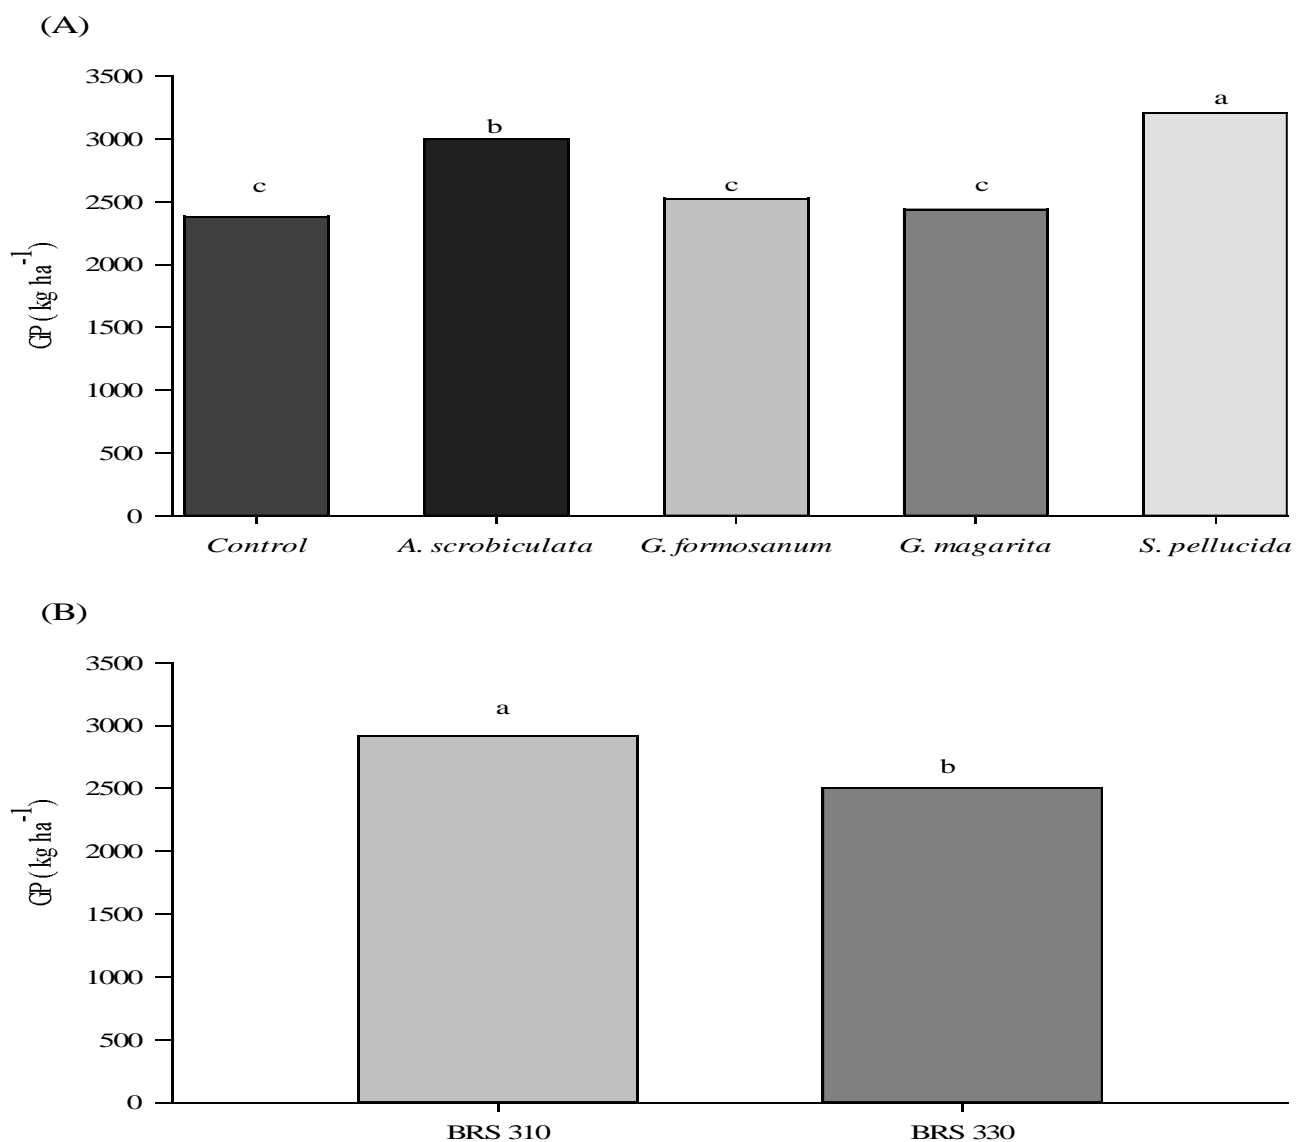 (A)
3500
3000
2500
2000
1500
1000
500
0
GP ( kg ha-1)
c
b
c
c
a
Control A. scrobiculata G. formosanum G. magarita S. pellucida
(B)
3500
3000
2500
2000
1500
1000
500
0
GP ( kg ha-1)
a
b
BRS 310 BRS 330